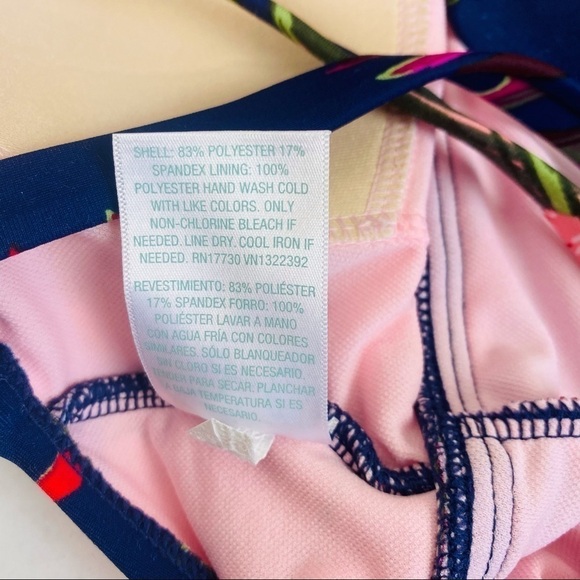 SHELL: 83% POLYESTER 17%
SPANDEX LINING: 100%
POLYESTER HAND WASH COLD
WITH LIKE COLORS. ONLY
NON-CHLORINE BLEACH IF
NEEDED. LINE DRY. COOL IRON IF
NEEDED. RN17730 VN1322392
REVESTIMIENTO: 83% POLIÉSTER
17% SPANDEX FORRO: 100%
POLIÉSTER LAVAR A MANO
CON AGUA FRÍA CON COLORES
SIMILARES. SÓLO BLANQUEADOR
SIN CLORO SI ES NECESARIO.
TENDER PARA SECAR. PLANCHAR
A BAJA TEMPERATURA SI ES
NECESARIO.